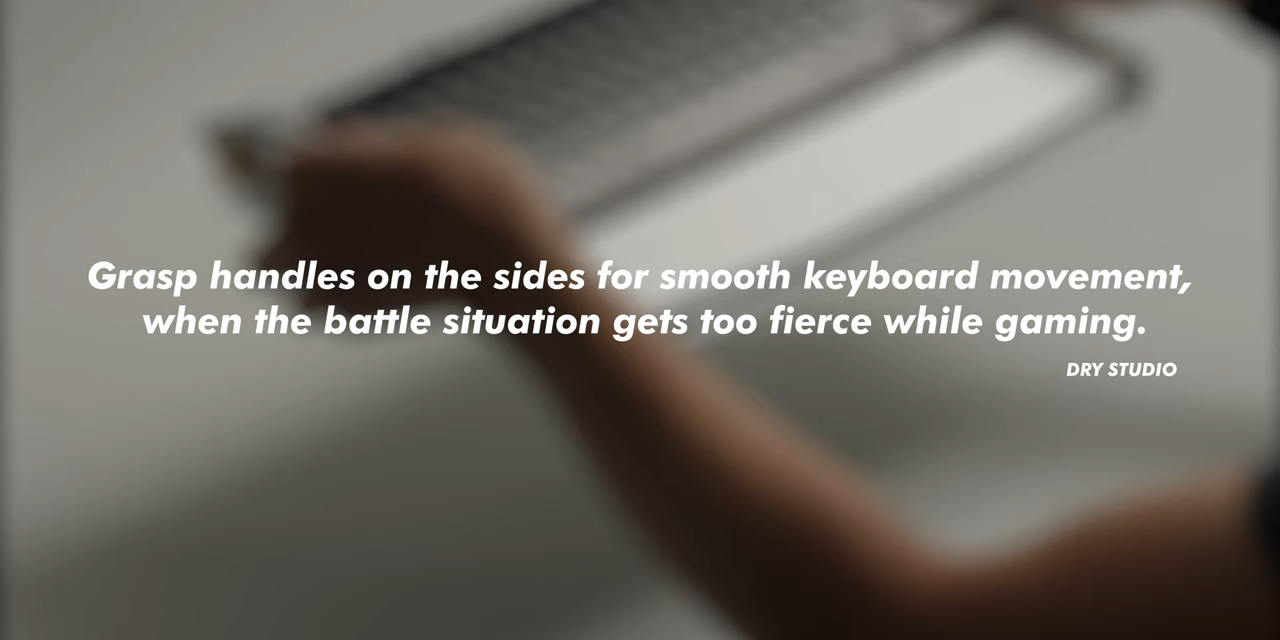 Grasp handles on the sides for smooth keyboard movement,
when the battle situation gets too fierce while gaming.
DRY STUDIO